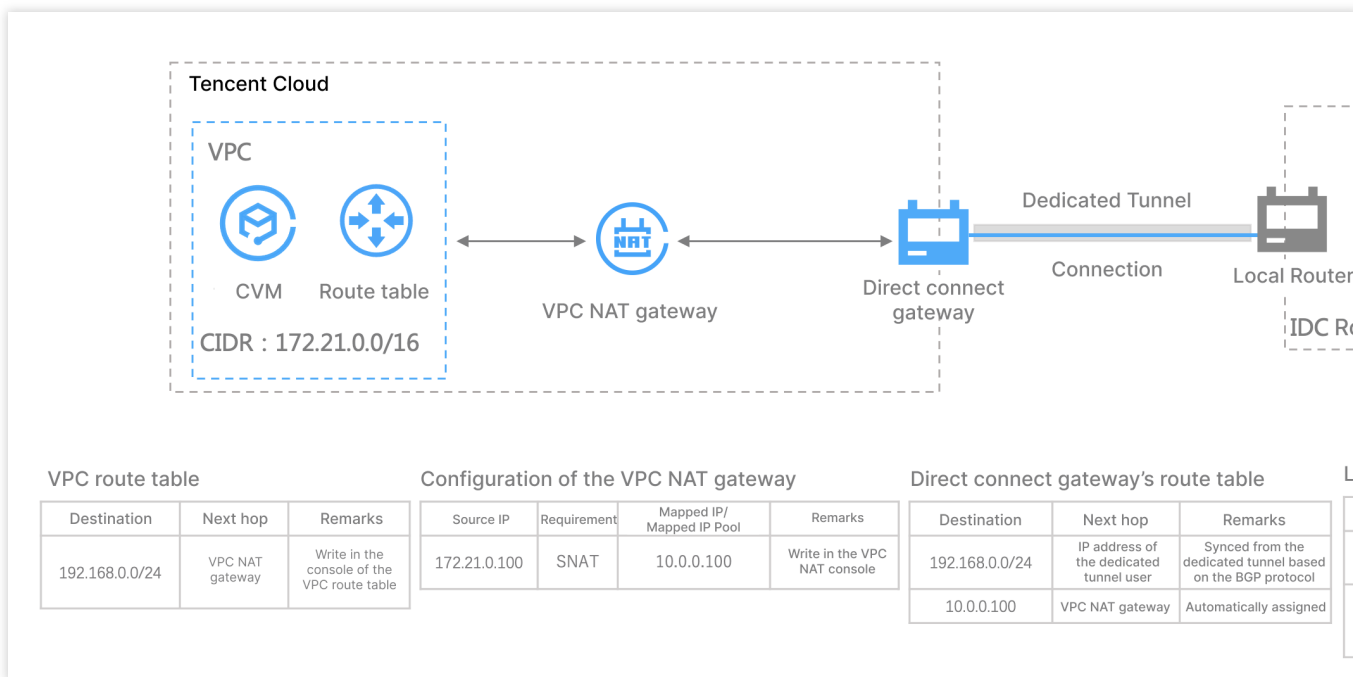 Tencent Cloud
VPC
CVM
Route table
CIDR : 172.21.0.0/16
NAT
VPC NAT gateway
Direct connect
gateway
Dedicated Tunnel
Connection
Local Router
IDC
VPC route table
Destination Next hop Remarks
192.168.0.0/24
VPC NAT
gateway
Write in the
console of the
VPC route table
Configuration of the VPC NAT gateway
Source IP
Requirement
Mapped IP/
Mapped IP Pool
Remarks
172.21.0.100
SNAT
10.0.0.100
Write in the VPC
NAT console
Direct connect gateway's route table
Destination Next hop Remarks
192.168.0.0/24
IP address of
the dedicated
tunnel user
Synced from the
dedicated tunnel based
on the BGP protocol
10.0.0.100
VPC NAT gateway
Automatically assigned